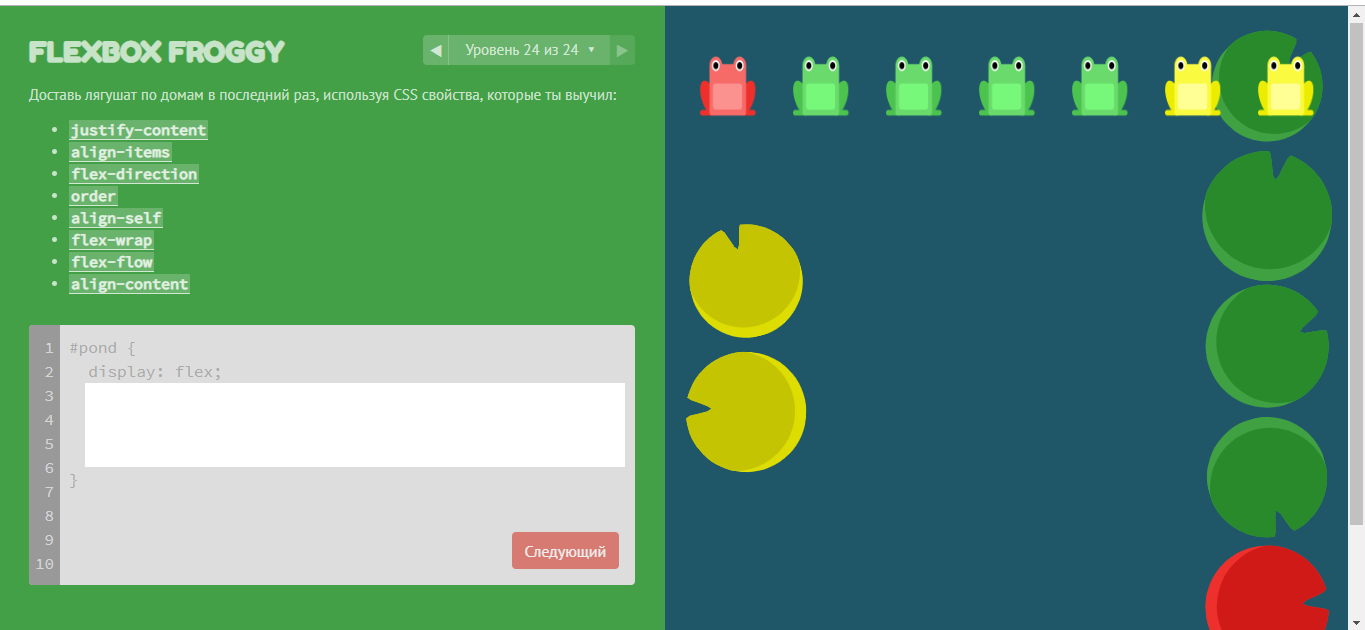 FLEXBOX FROGGY
◀ Уровень 24 из 24 ▼ ▶
Доставь лягушат по домам в последний раз, используя CSS свойства, которые ты выучил:
• justify-content
• align-items
• flex-direction
• order
• align-self
• flex-wrap
• flex-flow
• align-content
1 #pond {
2 display: flex;
3
4
5
6
}
7
8
9
10
Следующий